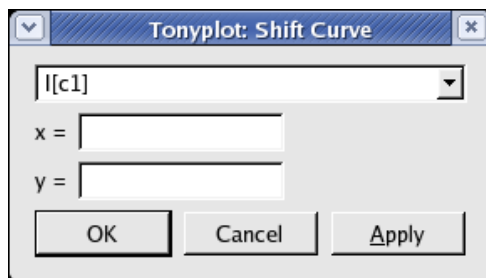 Tonyplot: Shift Curve
I[c1]
x =
y =
OK Cancel Apply